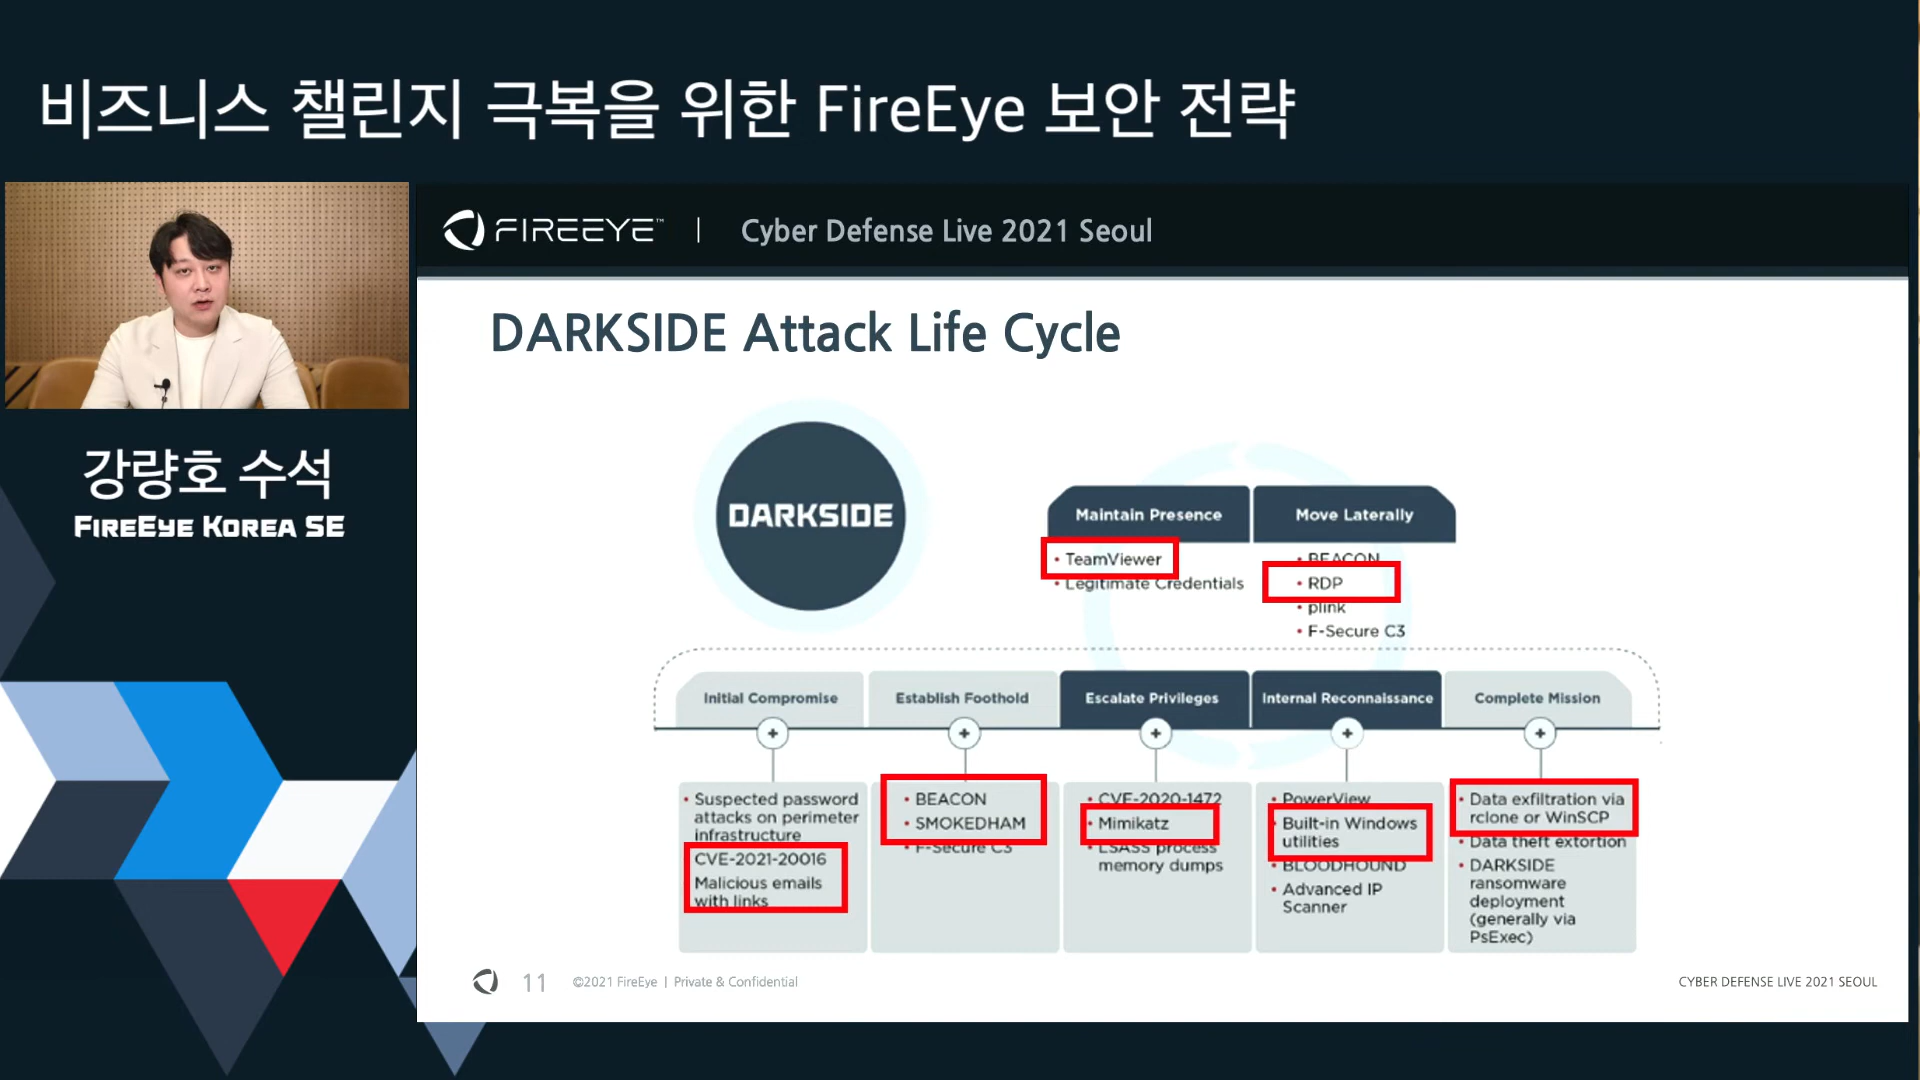 비즈니스 챌린지 극복을 위한 FireEye 보안 전략
FIREEYE™ | Cyber Defense Live 2021 Seoul
강량호 수석
FireEye Korea SE
DARKSIDE Attack Life Cycle
DARKSIDE
Maintain Presence
• TeamViewer
• Legitimate Credentials
Move Laterally
• BEACON
• RDP
• plink
• F-Secure C3
Initial Compromise
• Suspected password
attacks on perimeter
infrastructure
CVE-2021-20016
Malicious emails
with links
Establish Foothold
• BEACON
• SMOKEDHAM
• F-Secure C3
Escalate Privileges
• CVE-2020-1472
• Mimikatz
• LSASS process
memory dumps
Internal Reconnaissance
• PowerView
• Built-in Windows
utilities
• BLOODHOUND
• Advanced IP
Scanner
Complete Mission
• Data exfiltration via
rclone or WinSCP
• Data theft extortion
• DARKSIDE
ransomware
deployment
(generally via
PsExec)
11 ©2021 FireEye | Private & Confidential
CYBER DEFENSE LIVE 2021 SEOUL